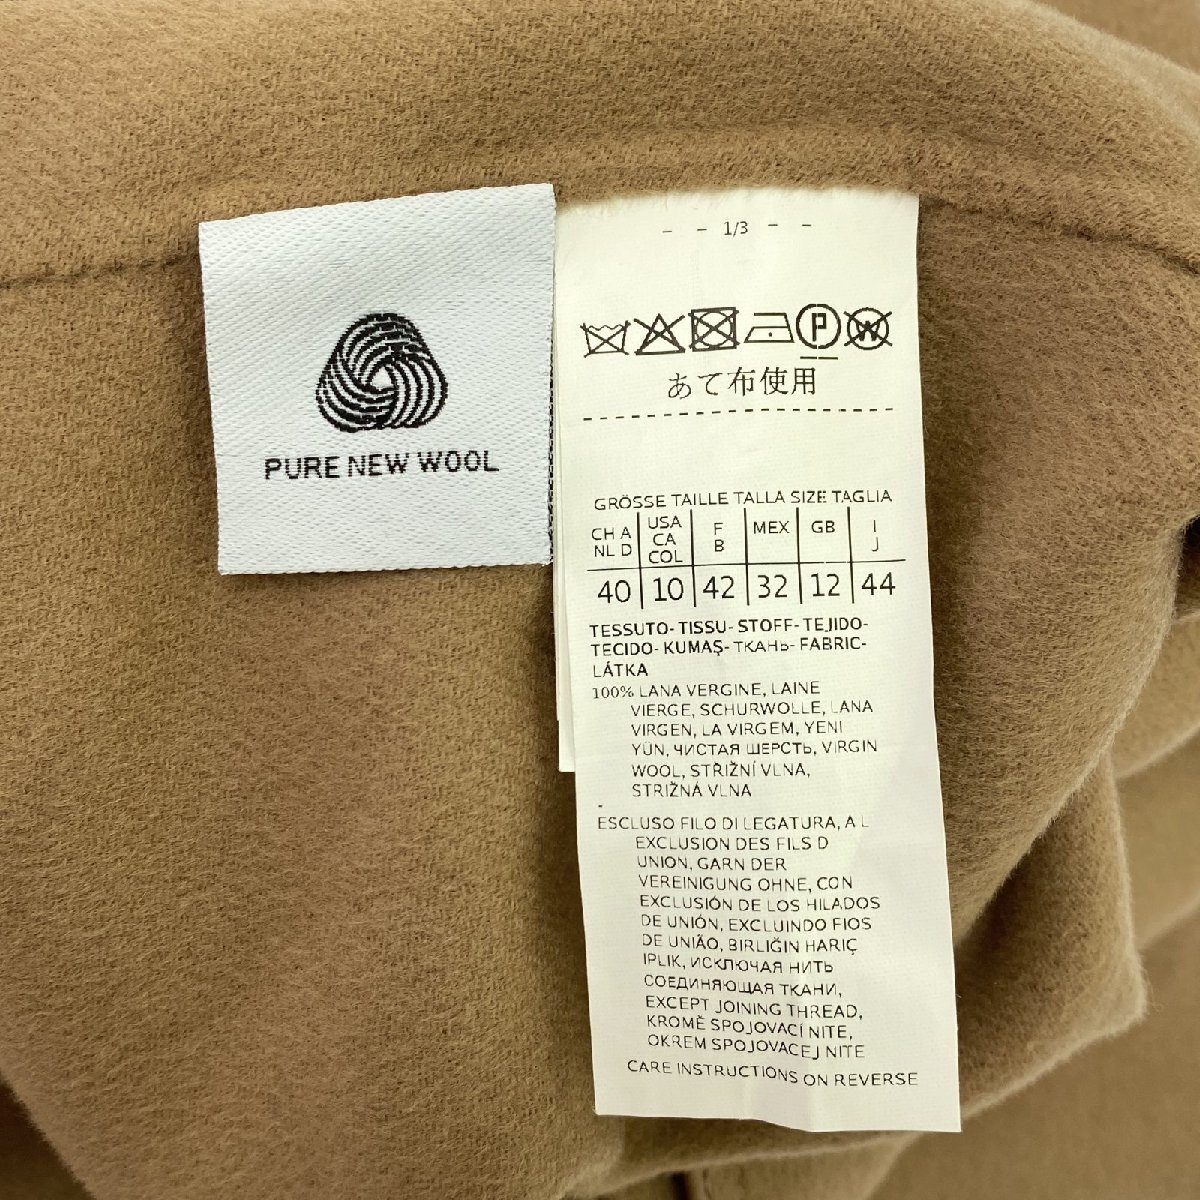 PURE NEW WOOL
- - 1/3 - -
P W
あて布使用
GRÖSSE TAILLE TALLA SIZE TAGLIA
CH A NL D | USA CA COL | F B | MEX | GB | I J
40 | 10 | 42 | 32 | 12 | 44
TESSUTO- TISSU- STOFF- TEJIDO-
TECIDO- KUMAŞ- ТКАНЬ- FABRIC-
LÁTKA
100% LANA VERGINE, LAINE
VIERGE, SCHURWOLLE, LANA
VIRGEN, LA VIRGEM, YENI
YÜN, ЧИСТАЯ ШЕРСТЬ, VIRGIN
WOOL, STŘIŽNÍ VLNA,
STRIŽNÁ VLNA
-
ESCLUSO FILO DI LEGATURA, A L
EXCLUSION DES FILS D
UNION, GARN DER
VEREINIGUNG OHNE, CON
EXCLUSIÓN DE LOS HILADOS
DE UNIÓN, EXCLUINDO FIOS
DE UNIÃO, BIRLIĞIN HARIÇ
IPLIK, ИСКЛЮЧАЯ НИТЬ
СОЕДИНЯЮЩАЯ ТКАНИ,
EXCEPT JOINING THREAD,
KROMĚ SPOJOVACÍ NITE,
OKREM SPOJOVACEJ NITE
CARE INSTRUCTIONS ON REVERSE